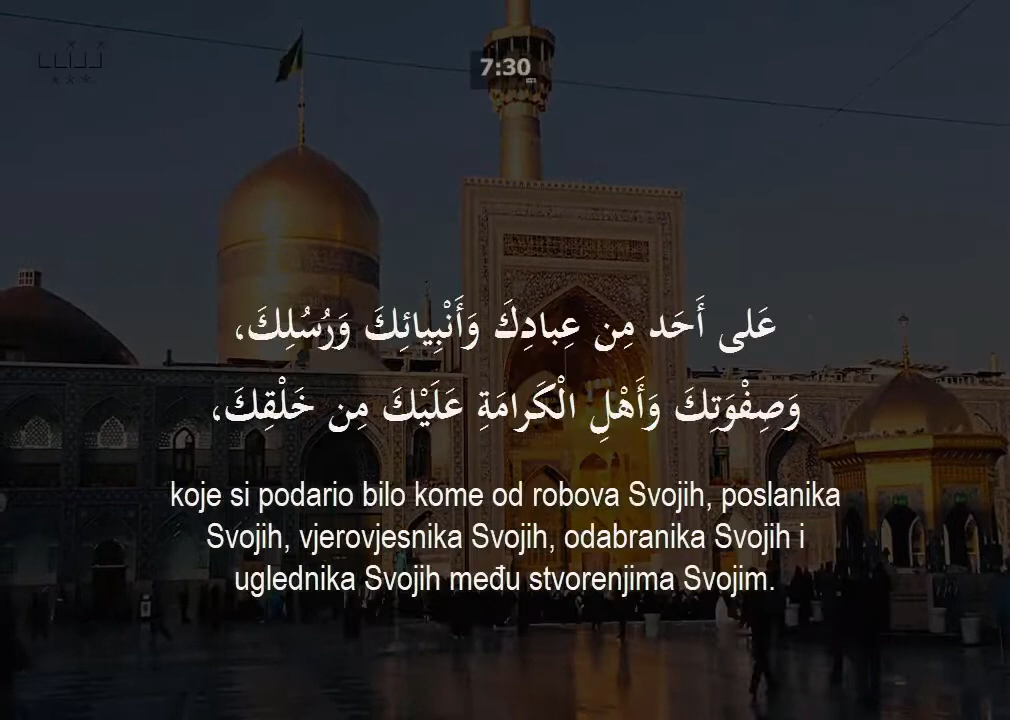 7:30
عَلى أَحَد مِن عِبادِكَ وَأَنْبِيائِكَ وَرُسُلِكَ،
وَصِفْوَتِكَ وَأَهْلِ الْكَرامَةِ عَلَيْكَ مِن خَلْقِكَ،
koje si podario bilo kome od robova Svojih, poslanika
Svojih, vjerovjesnika Svojih, odabranika Svojih i
uglednika Svojih među stvorenjima Svojim.